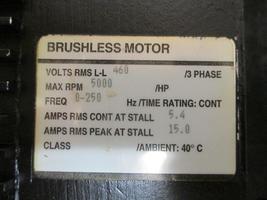 BRUSHLESS MOTOR
VOLTS RMS L-L 460 /3 PHASE
MAX RPM 5000 /HP
FREQ 0-250 Hz /TIME RATING: CONT
AMPS RMS CONT AT STALL 5.4
AMPS RMS PEAK AT STALL 15.0
CLASS /AMBIENT: 40° C